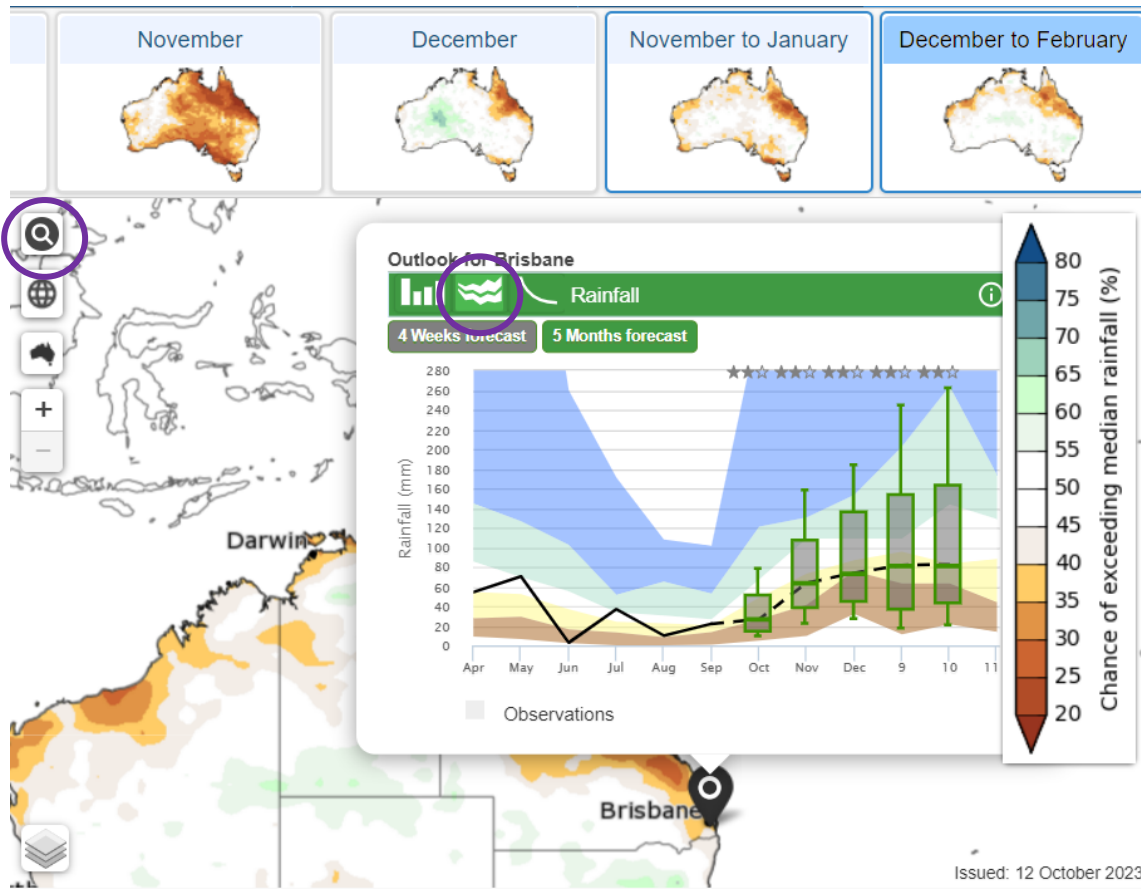 November
December
November to January
December to February
Outlook for Brisbane
Rainfall
4 Weeks forecast
5 Months forecast
280
260
240
220
200
180
160
140
120
100
80
60
40
20
0
Rainfall (mm)
Apr May Jun Jul Aug Sep Oct Nov Dec 9 10 11
Observations
80
75
70
65
60
55
50
45
40
35
30
25
20
Chance of exceeding median rainfall (%)
+
−
Darwin
Brisbane
Issued: 12 October 2023